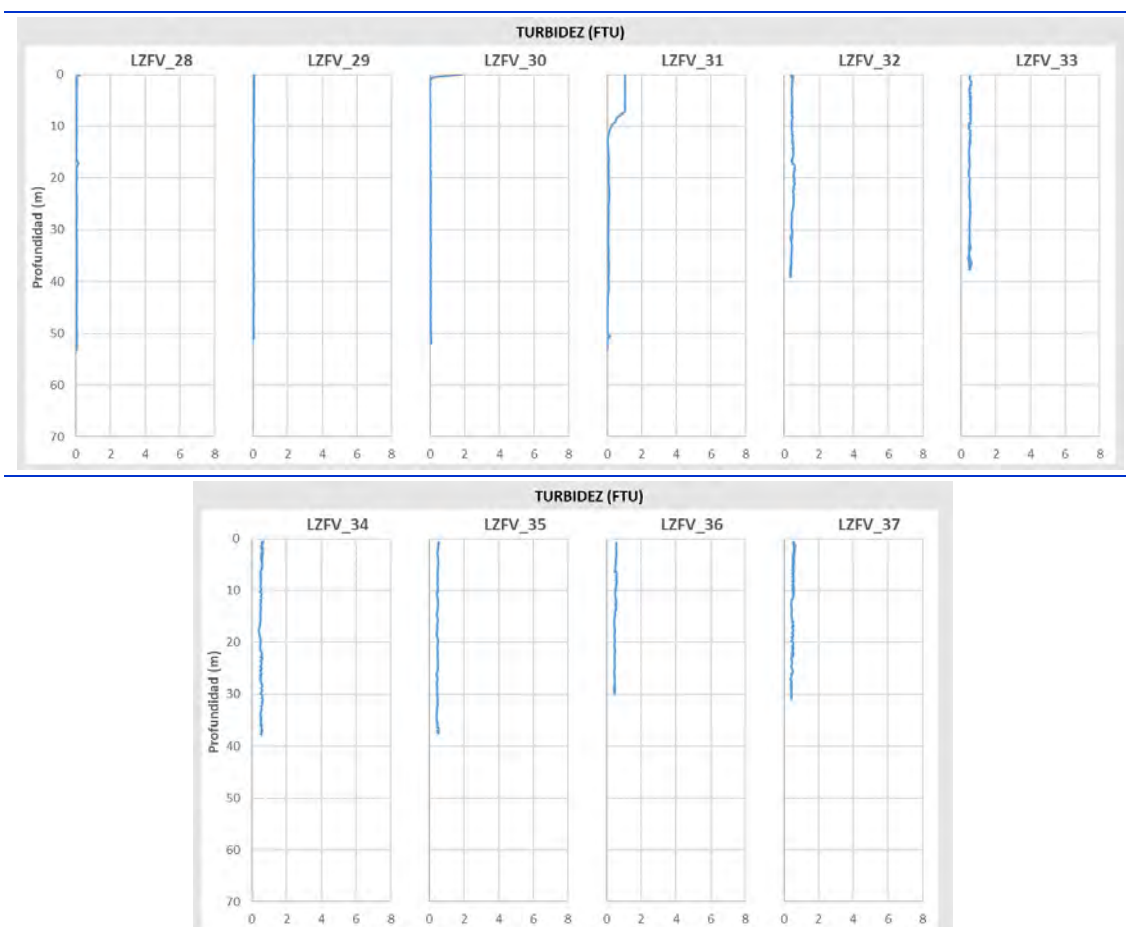 TURBIDEZ (FTU)
LZFV_28 LZFV_29 LZFV_30 LZFV_31 LZFV_32 LZFV_33
0
10
20
30
40
50
60
70
Profundidad (m)
0 2 4 6 8 0 2 4 6 8 0 2 4 6 8 0 2 4 6 8 0 2 4 6 8 0 2 4 6 8
TURBIDEZ (FTU)
LZFV_34 LZFV_35 LZFV_36 LZFV_37
0
10
20
30
40
50
60
70
Profundidad (m)
0 2 4 6 8 0 2 4 6 8 0 2 4 6 8 0 2 4 6 8